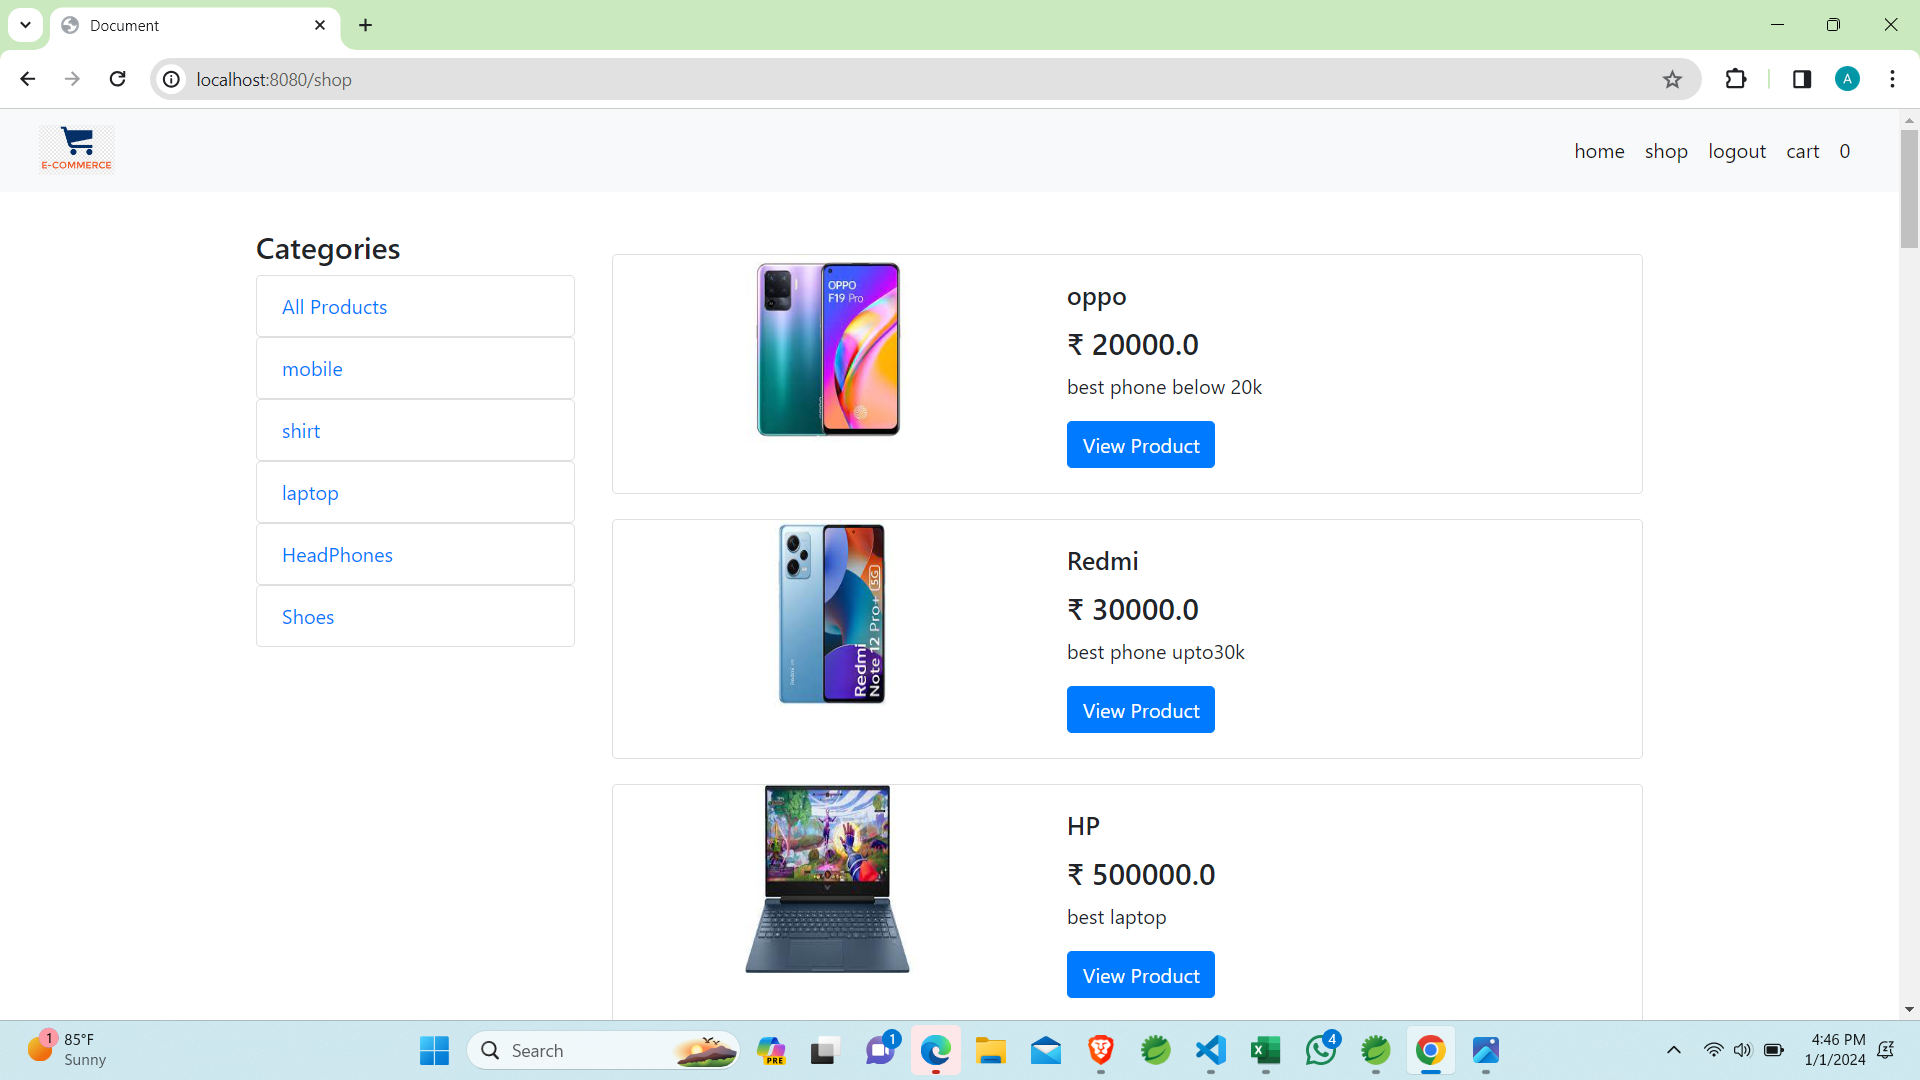 Document
localhost:8080/shop
A
E-COMMERCE
home shop logout cart 0
Categories
All Products
mobile
shirt
laptop
HeadPhones
Shoes
OPPO
F19 Pro
oppo
₹ 20000.0
best phone below 20k
View Product
Redmi
Note 12 Pro+ 5G
Redmi
₹ 30000.0
best phone upto30k
View Product
HP
₹ 500000.0
best laptop
View Product
1
85°F
Sunny
Search
PRE
1
4
4:46 PM
1/1/2024